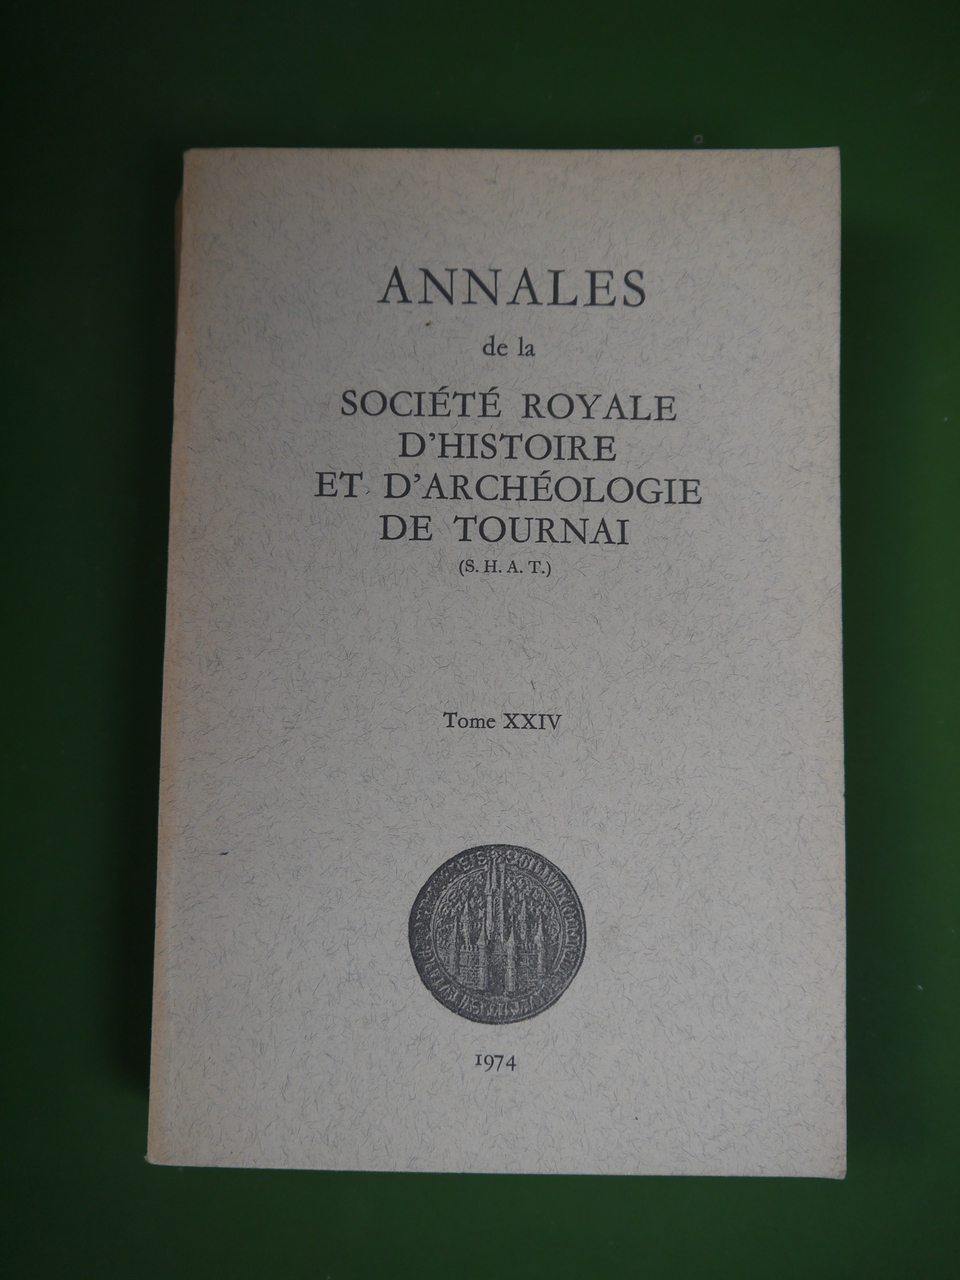 ANNALES
de la
SOCIÉTÉ ROYALE
D'HISTOIRE
ET D'ARCHÉOLOGIE
DE TOURNAI
(S. H. A. T.)
Tome XXIV
1974